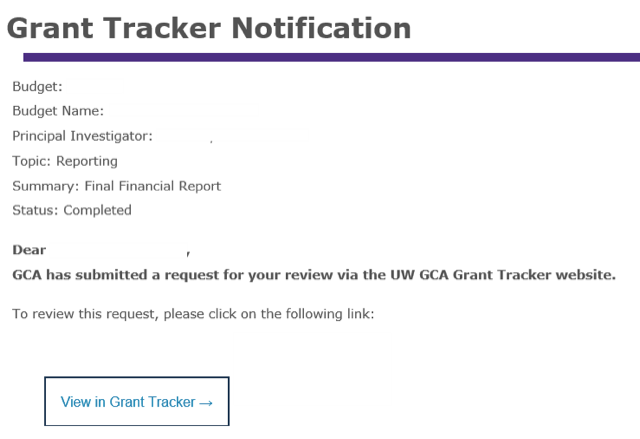 Grant Tracker Notification
Budget:
Budget Name:
Principal Investigator: .
Topic: Reporting
Summary: Final Financial Report
Status: Completed
Dear ,
GCA has submitted a request for your review via the UW GCA Grant Tracker website.
To review this request, please click on the following link:
View in Grant Tracker →